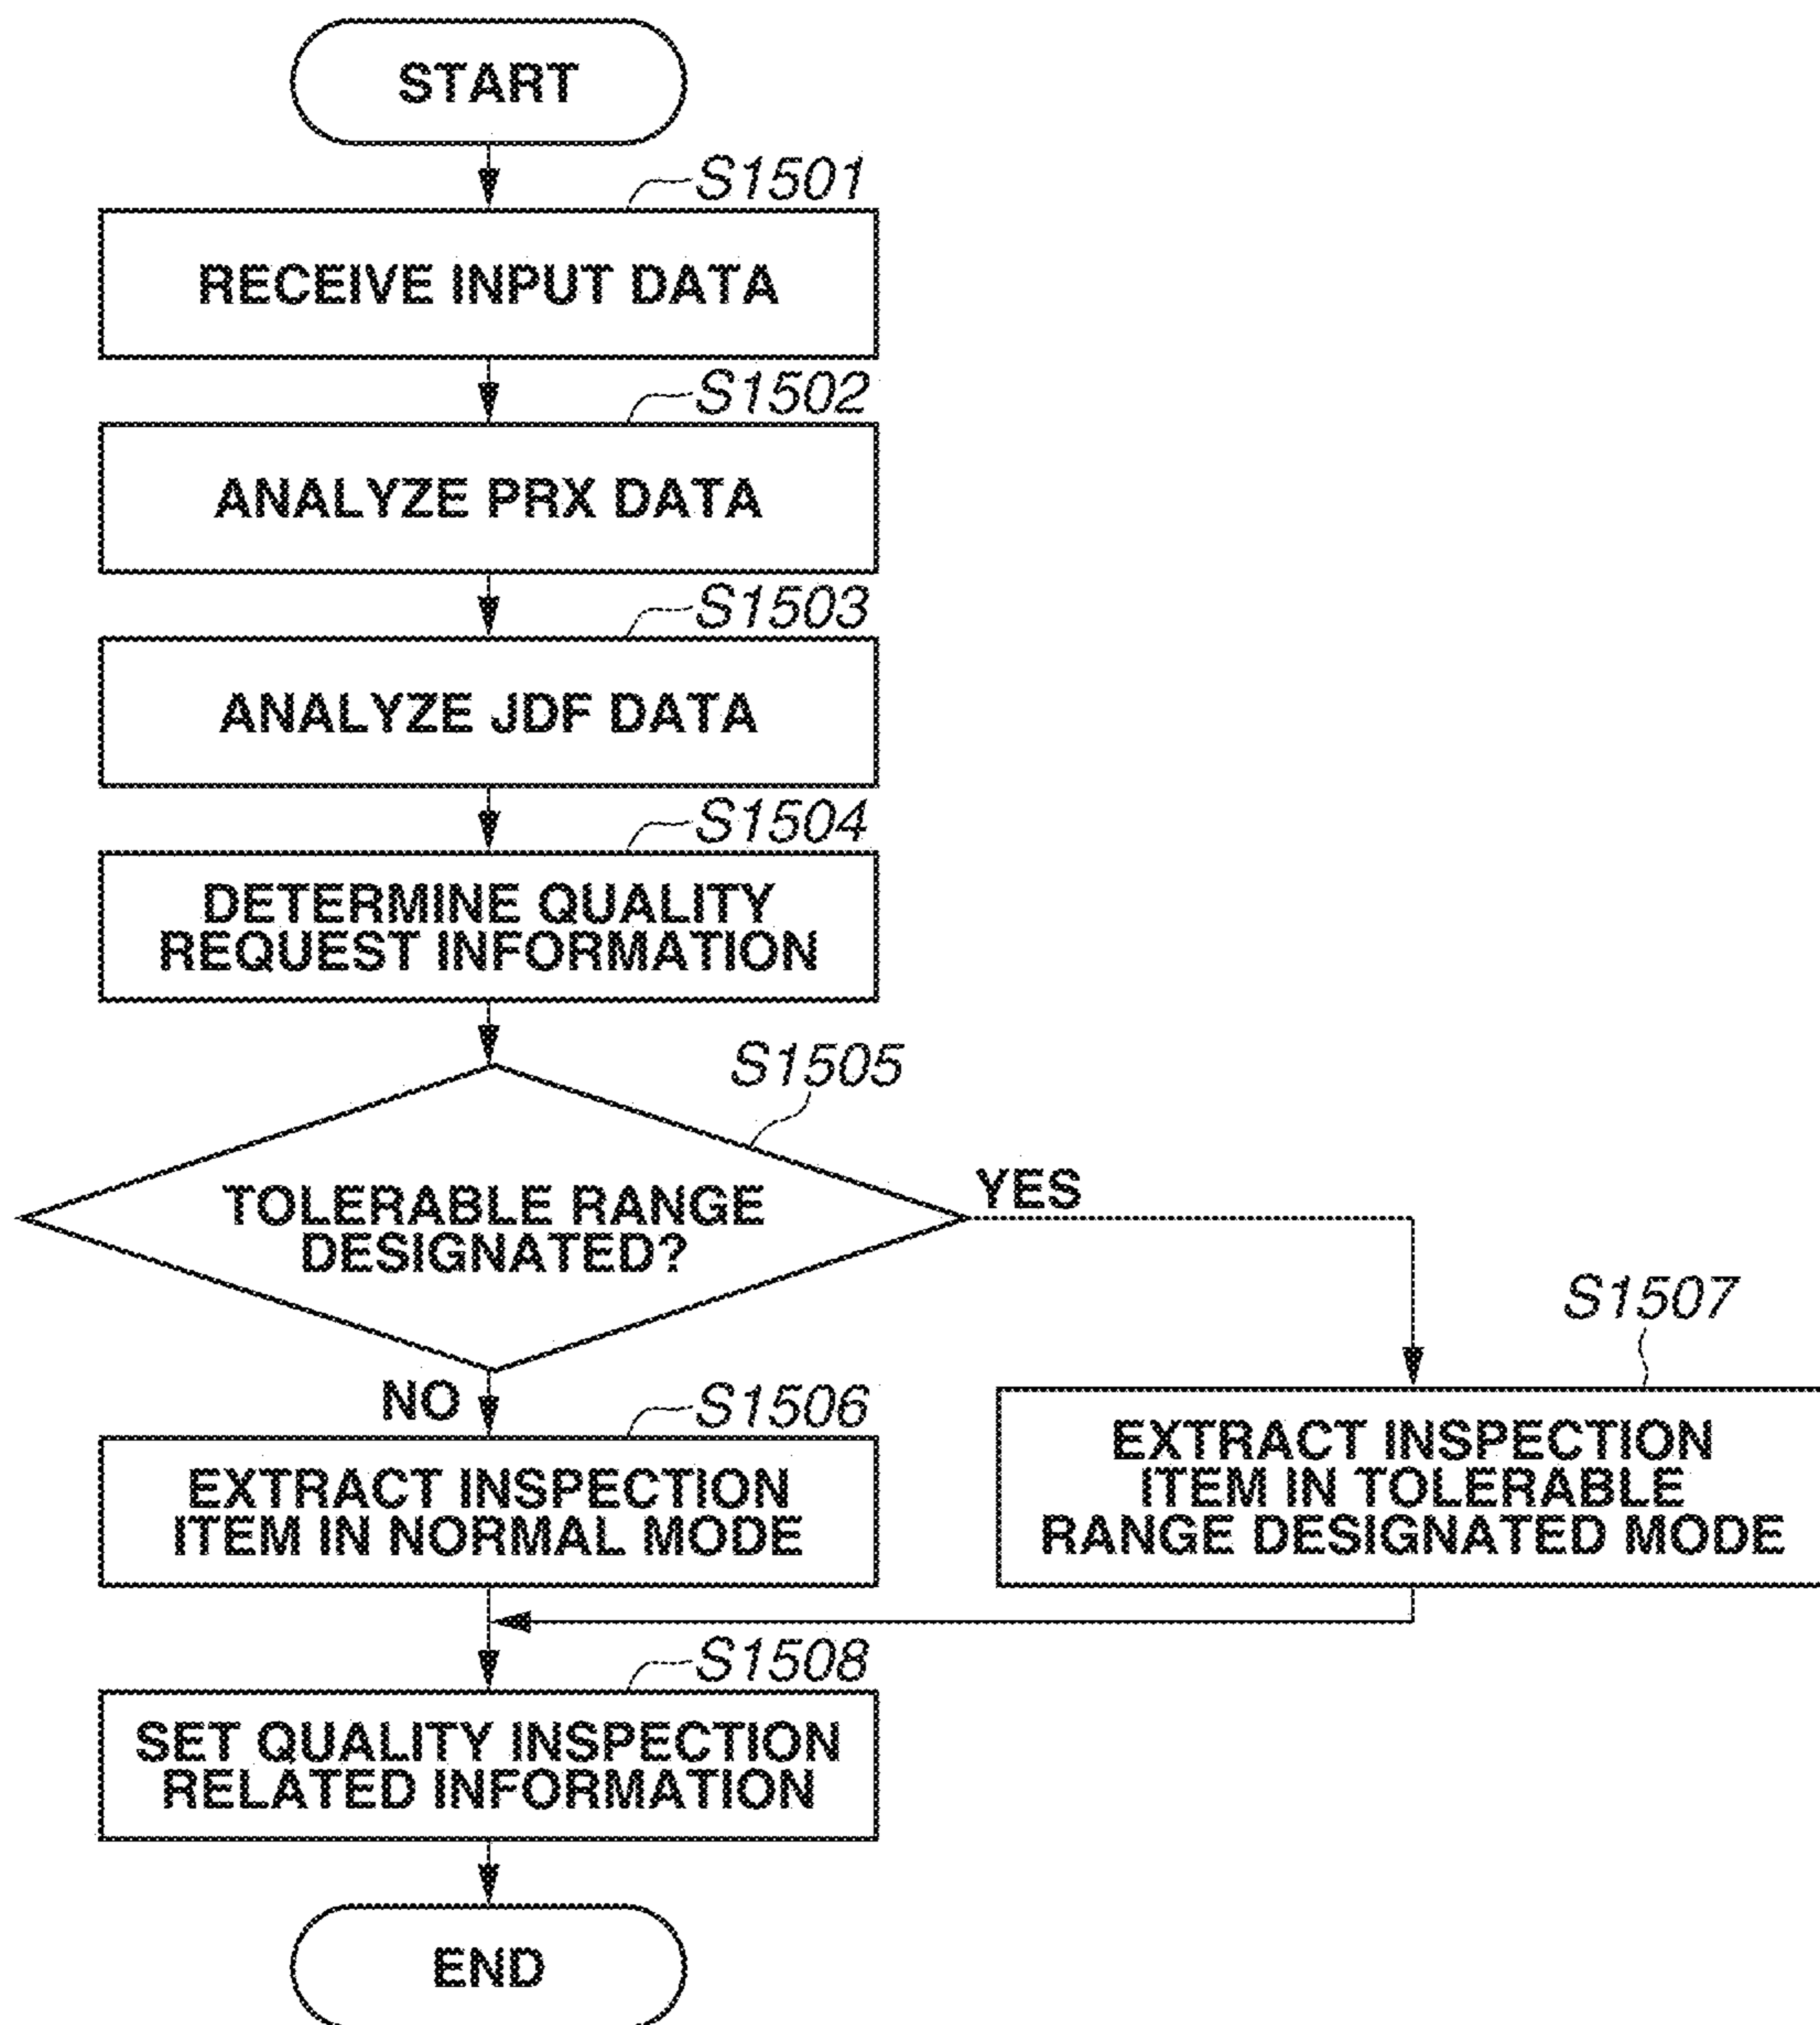 START
S1501
RECEIVE INPUT DATA
S1502
ANALYZE PRX DATA
S1503
ANALYZE JDF DATA
S1504
DETERMINE QUALITY
REQUEST INFORMATION
S1505
TOLERABLE RANGE
DESIGNATED?
YES
NO
S1506
EXTRACT INSPECTION
ITEM IN NORMAL MODE
S1507
EXTRACT INSPECTION
ITEM IN TOLERABLE
RANGE DESIGNATED MODE
S1508
SET QUALITY INSPECTION
RELATED INFORMATION
END